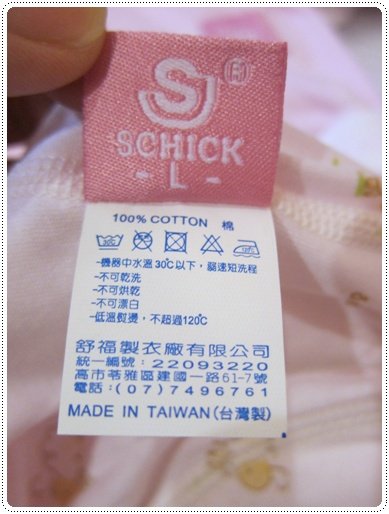 S J ®
SCHICK
- L -
100% COTTON 棉
30℃
-機器中水溫30℃以下，弱速短洗程
-不可乾洗
-不可烘乾
-不可漂白
-低溫熨燙，不超過120℃
舒福製衣廠有限公司
統一編號：22093220
高市苓雅區建國一路61-7號
電話：(07)7496761
MADE IN TAIWAN(台灣製)